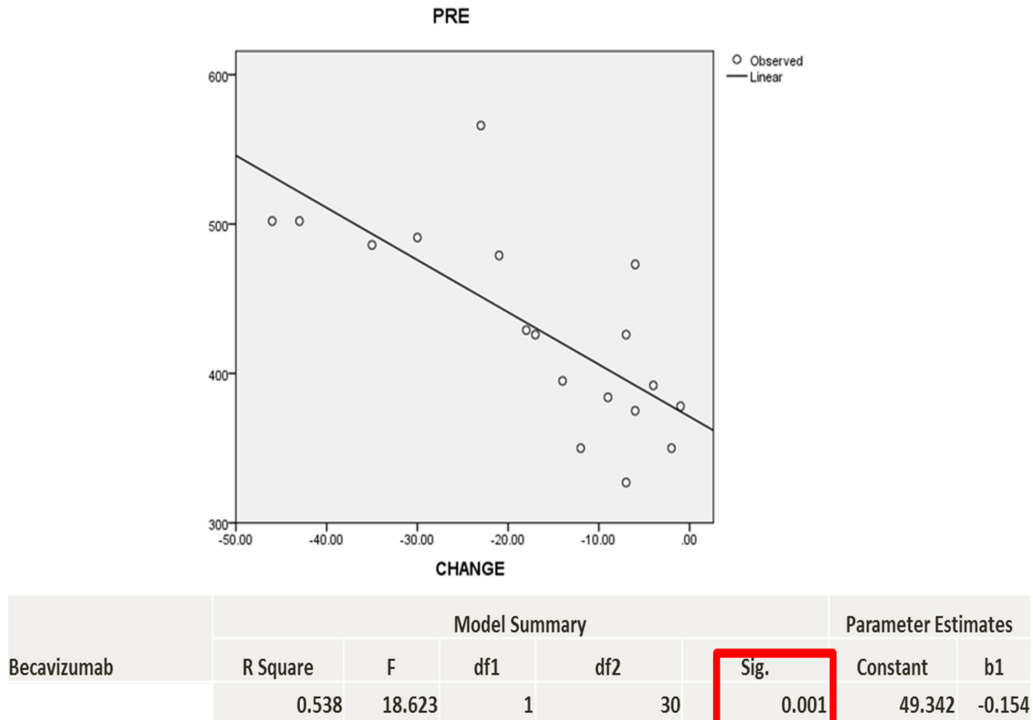 PRE
Observed
Linear
600
500
400
300
-50.00 -40.00 -30.00 -20.00 -10.00 .00
CHANGE
Model Summary Parameter Estimates
Becavizumab R Square F df1 df2 Sig. Constant b1
0.538 18.623 1 30 0.001 49.342 -0.154